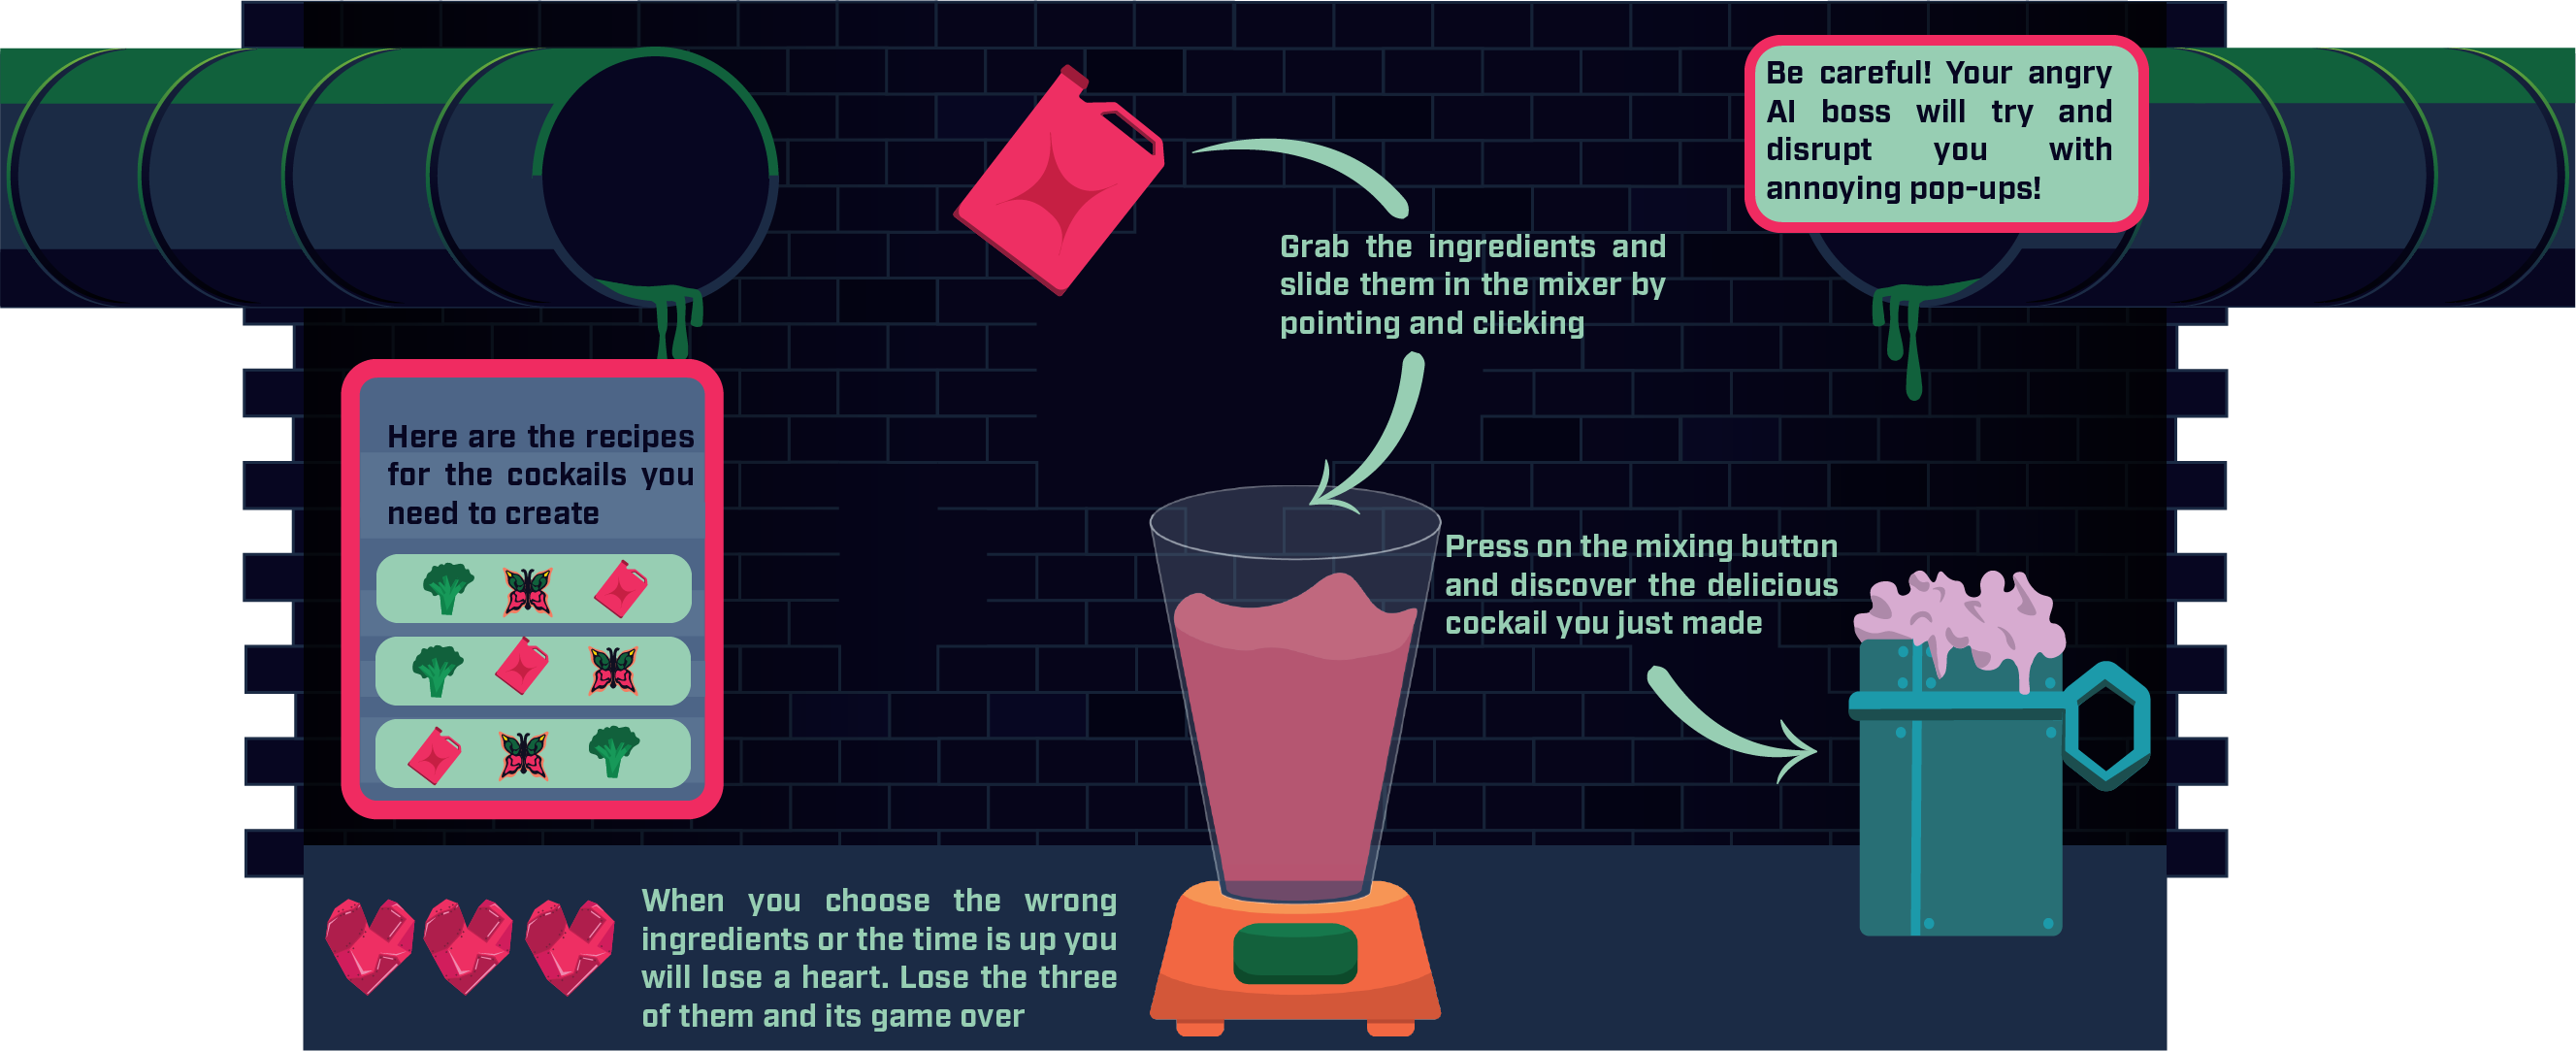 Be careful! Your angry
AI boss will try and
disrupt you with
annoying pop-ups!
Grab the ingredients and
slide them in the mixer by
pointing and clicking
Here are the recipes
for the cockails you
need to create
Press on the mixing button
and discover the delicious
cockail you just made
When you choose the wrong
ingredients or the time is up you
will lose a heart. Lose the three
of them and its game over